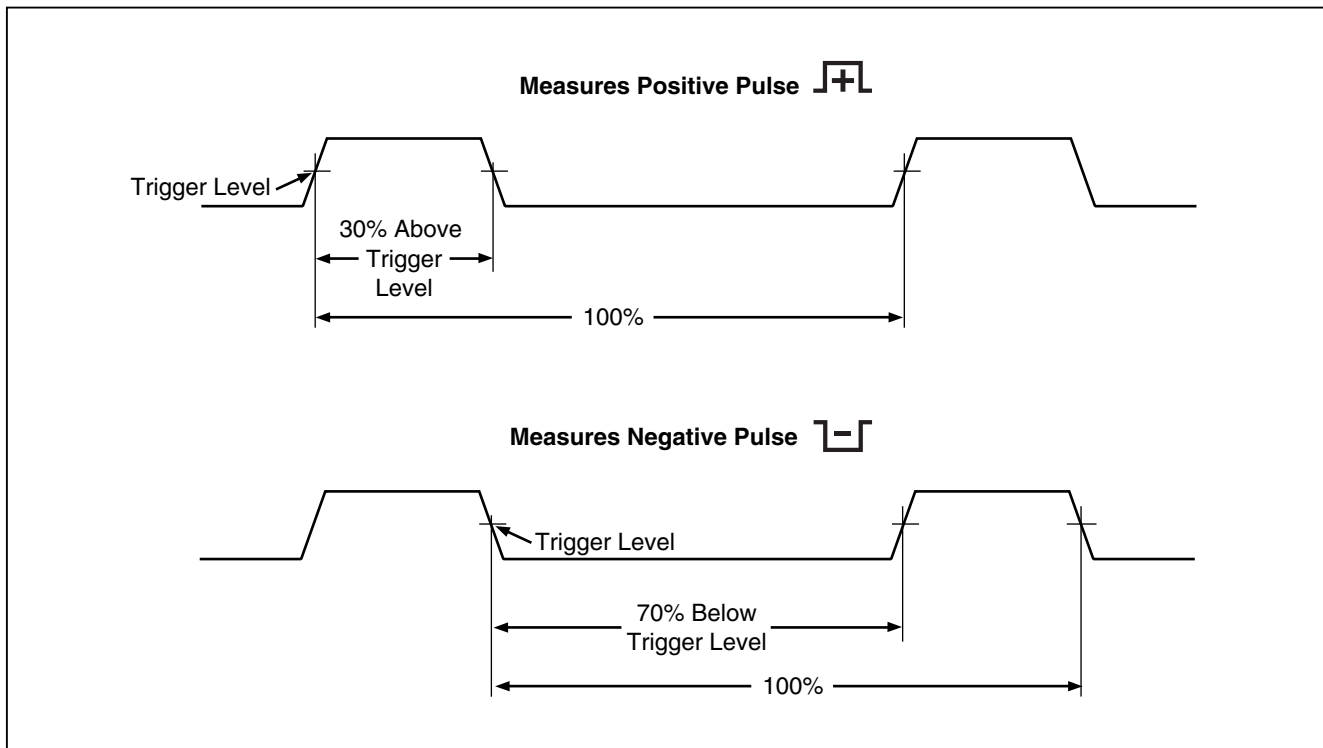 Measures Positive Pulse +
Trigger Level
30% Above
Trigger
Level
100%
Measures Negative Pulse -
Trigger Level
70% Below
Trigger Level
100%